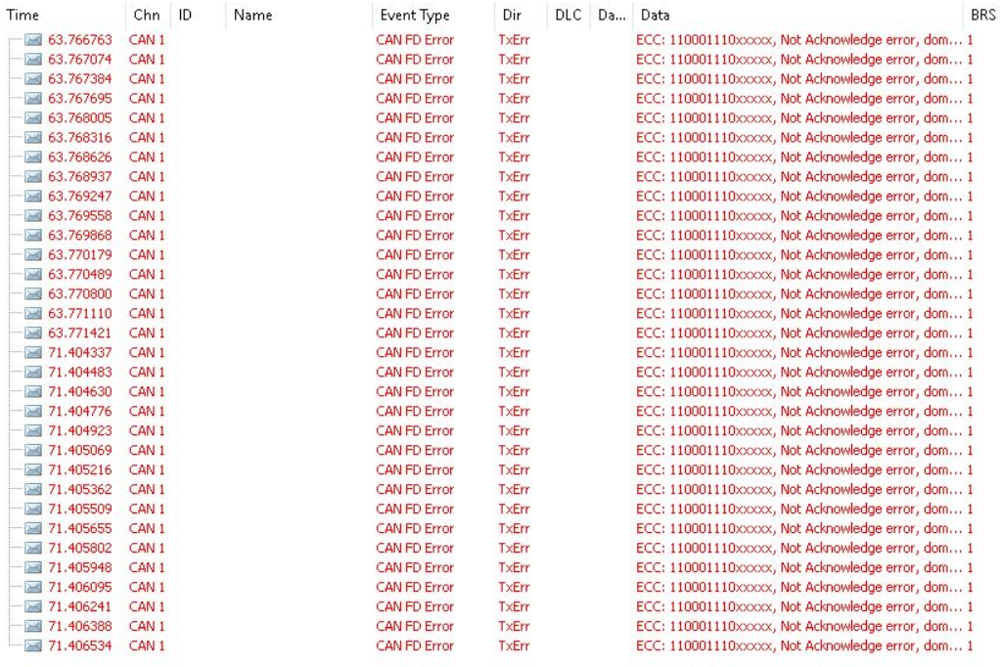 Time Chn ID Name Event Type Dir DLC Da... Data BRS
63.766763 CAN 1 CAN FD Error TxErr ECC: 110001110xxxxx, Not Acknowledge error, dom... 1
63.767074 CAN 1 CAN FD Error TxErr ECC: 110001110xxxxx, Not Acknowledge error, dom... 1
63.767384 CAN 1 CAN FD Error TxErr ECC: 110001110xxxxx, Not Acknowledge error, dom... 1
63.767695 CAN 1 CAN FD Error TxErr ECC: 110001110xxxxx, Not Acknowledge error, dom... 1
63.768005 CAN 1 CAN FD Error TxErr ECC: 110001110xxxxx, Not Acknowledge error, dom... 1
63.768316 CAN 1 CAN FD Error TxErr ECC: 110001110xxxxx, Not Acknowledge error, dom... 1
63.768626 CAN 1 CAN FD Error TxErr ECC: 110001110xxxxx, Not Acknowledge error, dom... 1
63.768937 CAN 1 CAN FD Error TxErr ECC: 110001110xxxxx, Not Acknowledge error, dom... 1
63.769247 CAN 1 CAN FD Error TxErr ECC: 110001110xxxxx, Not Acknowledge error, dom... 1
63.769558 CAN 1 CAN FD Error TxErr ECC: 110001110xxxxx, Not Acknowledge error, dom... 1
63.769868 CAN 1 CAN FD Error TxErr ECC: 110001110xxxxx, Not Acknowledge error, dom... 1
63.770179 CAN 1 CAN FD Error TxErr ECC: 110001110xxxxx, Not Acknowledge error, dom... 1
63.770489 CAN 1 CAN FD Error TxErr ECC: 110001110xxxxx, Not Acknowledge error, dom... 1
63.770800 CAN 1 CAN FD Error TxErr ECC: 110001110xxxxx, Not Acknowledge error, dom... 1
63.771110 CAN 1 CAN FD Error TxErr ECC: 110001110xxxxx, Not Acknowledge error, dom... 1
63.771421 CAN 1 CAN FD Error TxErr ECC: 110001110xxxxx, Not Acknowledge error, dom... 1
71.404337 CAN 1 CAN FD Error TxErr ECC: 110001110xxxxx, Not Acknowledge error, dom... 1
71.404483 CAN 1 CAN FD Error TxErr ECC: 110001110xxxxx, Not Acknowledge error, dom... 1
71.404630 CAN 1 CAN FD Error TxErr ECC: 110001110xxxxx, Not Acknowledge error, dom... 1
71.404776 CAN 1 CAN FD Error TxErr ECC: 110001110xxxxx, Not Acknowledge error, dom... 1
71.404923 CAN 1 CAN FD Error TxErr ECC: 110001110xxxxx, Not Acknowledge error, dom... 1
71.405069 CAN 1 CAN FD Error TxErr ECC: 110001110xxxxx, Not Acknowledge error, dom... 1
71.405216 CAN 1 CAN FD Error TxErr ECC: 110001110xxxxx, Not Acknowledge error, dom... 1
71.405362 CAN 1 CAN FD Error TxErr ECC: 110001110xxxxx, Not Acknowledge error, dom... 1
71.405509 CAN 1 CAN FD Error TxErr ECC: 110001110xxxxx, Not Acknowledge error, dom... 1
71.405655 CAN 1 CAN FD Error TxErr ECC: 110001110xxxxx, Not Acknowledge error, dom... 1
71.405802 CAN 1 CAN FD Error TxErr ECC: 110001110xxxxx, Not Acknowledge error, dom... 1
71.405948 CAN 1 CAN FD Error TxErr ECC: 110001110xxxxx, Not Acknowledge error, dom... 1
71.406095 CAN 1 CAN FD Error TxErr ECC: 110001110xxxxx, Not Acknowledge error, dom... 1
71.406241 CAN 1 CAN FD Error TxErr ECC: 110001110xxxxx, Not Acknowledge error, dom... 1
71.406388 CAN 1 CAN FD Error TxErr ECC: 110001110xxxxx, Not Acknowledge error, dom... 1
71.406534 CAN 1 CAN FD Error TxErr ECC: 110001110xxxxx, Not Acknowledge error, dom... 1